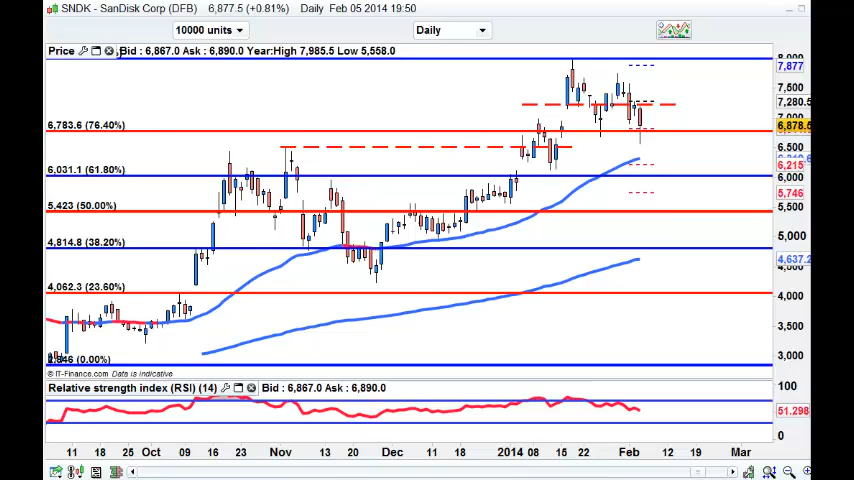 SNDK - SanDisk Corp (DFB) 6,877.5 (+0.81%) Daily Feb 05 2014 19:50
10000 units Daily
Price Bid : 6,867.0 Ask : 6,890.0 Year:High 7,985.5 Low 5,558.0
8,000
7,877
7,500
7,280.5
6,783.6 (76.40%) 6,878.5
6,500
6,031.1 (61.80%) 6,215
6,000
5,746
5,423 (50.00%) 5,500
4,814.8 (38.20%) 5,000
4,637.2
4,500
4,062.3 (23.60%) 4,000
3,500
2,846 (0.00%) 3,000
© IT-Finance.com Data is indicative
Relative strength index (RSI) (14) Bid : 6,867.0 Ask : 6,890.0
100
51.298
0
11 18 25 Oct 09 16 23 Nov 13 20 Dec 11 18 2014 08 15 22 Feb 12 19 Mar